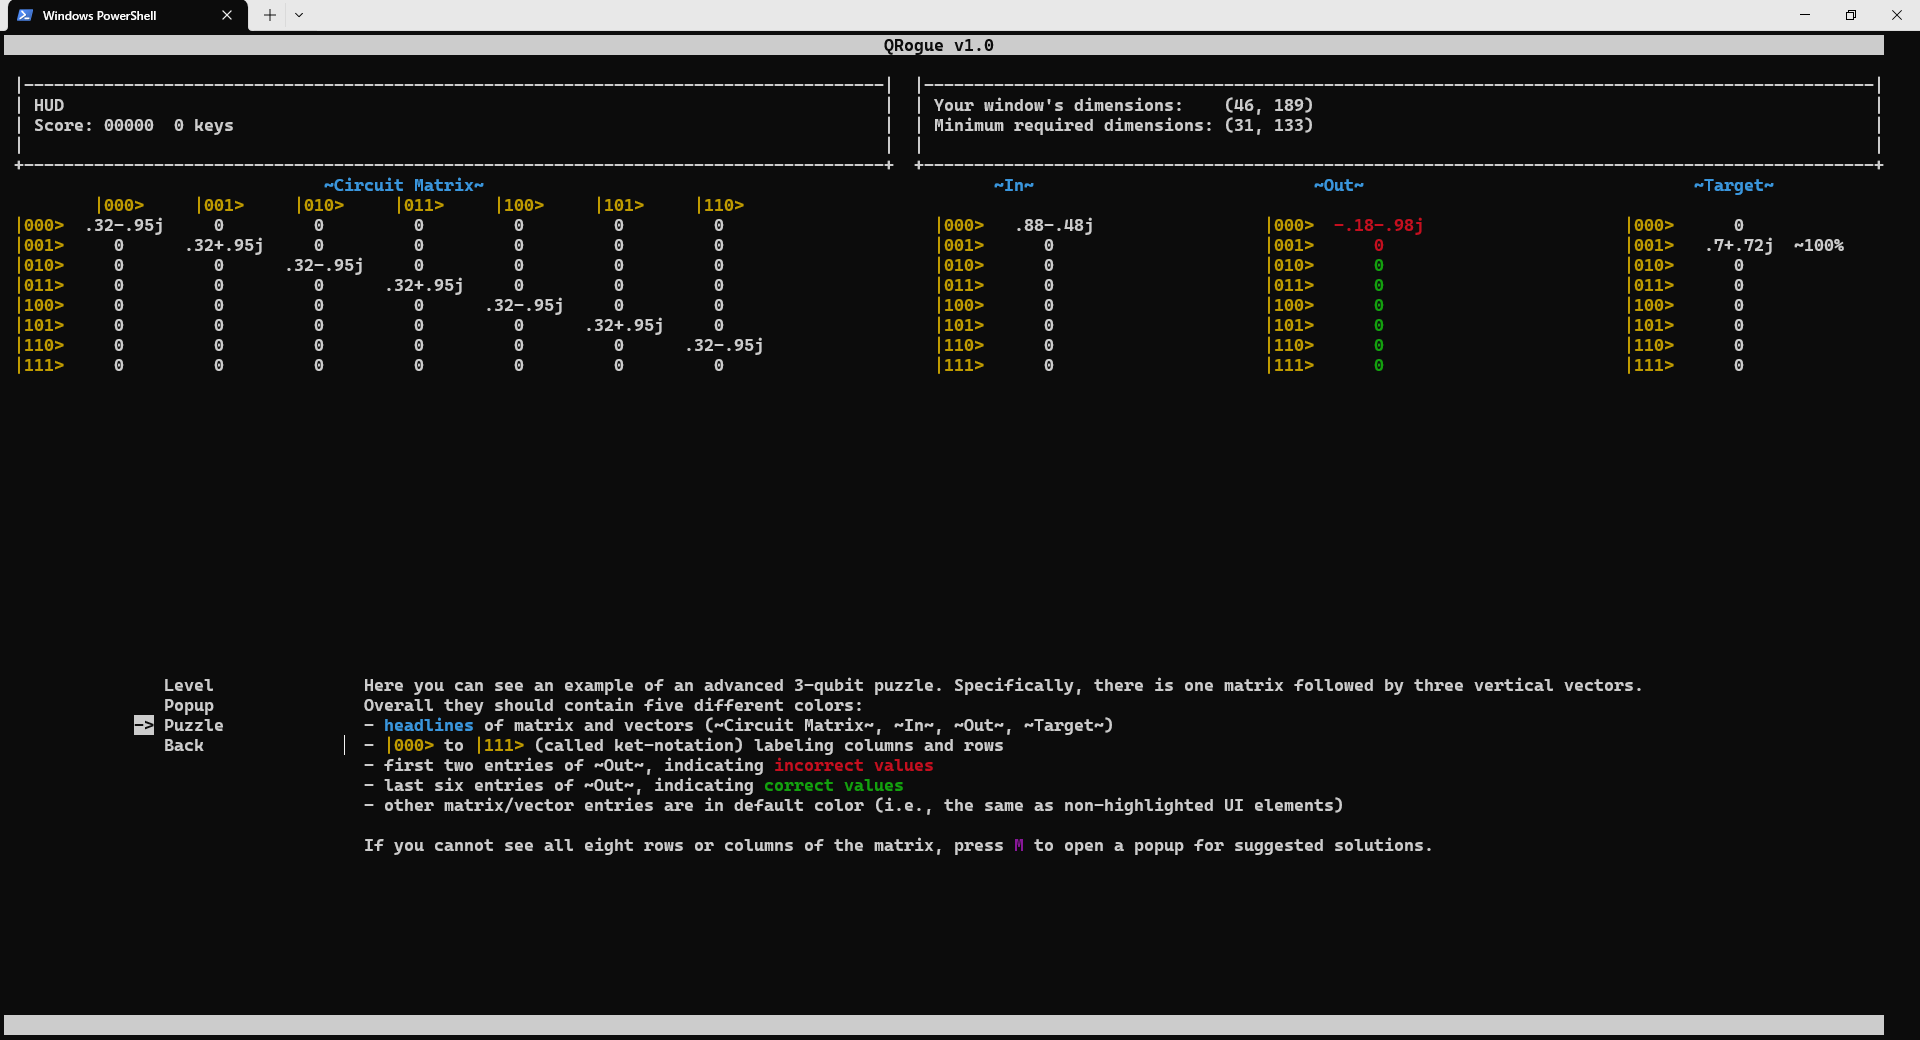 Windows PowerShell
QRogue v1.0
HUD
Score: 00000  0 keys
Your window's dimensions:    (46, 189)
Minimum required dimensions: (31, 133)
~Circuit Matrix~
|000> |001> |010> |011> |100> |101> |110>
|000> .32-.95j 0 0 0 0 0 0
|001> 0 .32+.95j 0 0 0 0 0
|010> 0 0 .32-.95j 0 0 0 0
|011> 0 0 0 .32+.95j 0 0 0
|100> 0 0 0 0 .32-.95j 0 0
|101> 0 0 0 0 0 .32+.95j 0
|110> 0 0 0 0 0 0 .32-.95j
|111> 0 0 0 0 0 0 0
~In~
|000> .88-.48j
|001> 0
|010> 0
|011> 0
|100> 0
|101> 0
|110> 0
|111> 0
~Out~
|000> -.18-.98j
|001> 0
|010> 0
|011> 0
|100> 0
|101> 0
|110> 0
|111> 0
~Target~
|000> 0
|001> .7+.72j ~100%
|010> 0
|011> 0
|100> 0
|101> 0
|110> 0
|111> 0
Level
Popup
-> Puzzle
Back
Here you can see an example of an advanced 3-qubit puzzle. Specifically, there is one matrix followed by three vertical vectors.
Overall they should contain five different colors:
- headlines of matrix and vectors (~Circuit Matrix~, ~In~, ~Out~, ~Target~)
- |000> to |111> (called ket-notation) labeling columns and rows
- first two entries of ~Out~, indicating incorrect values
- last six entries of ~Out~, indicating correct values
- other matrix/vector entries are in default color (i.e., the same as non-highlighted UI elements)
If you cannot see all eight rows or columns of the matrix, press M to open a popup for suggested solutions.